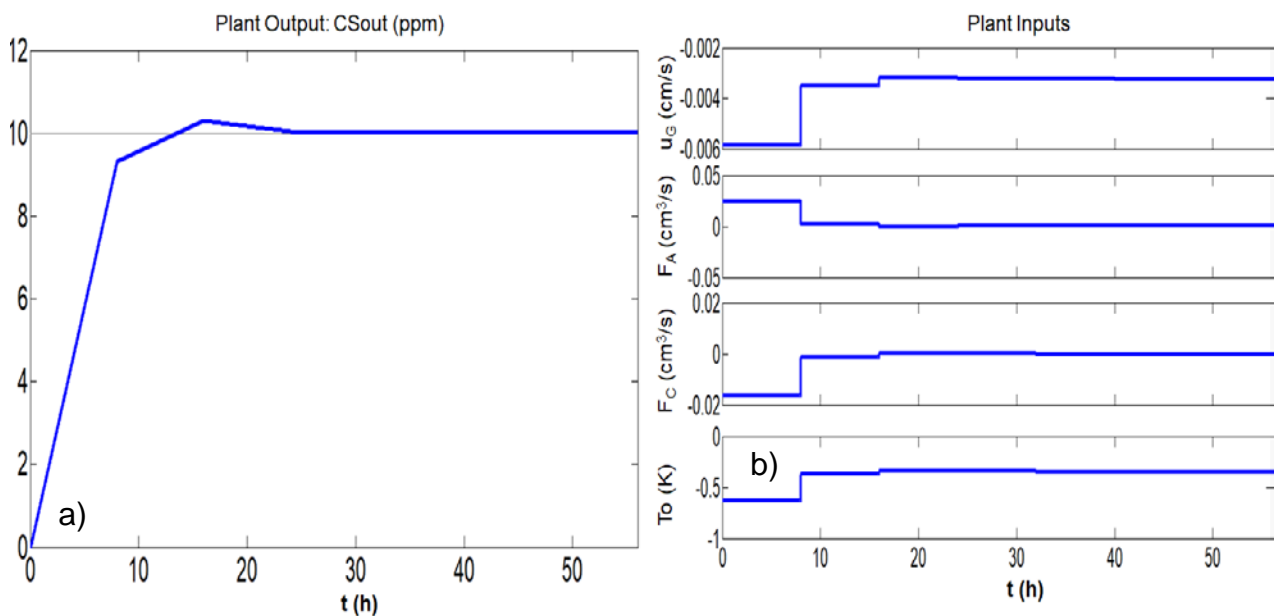 Plant Output: CSout (ppm)
12
10
8
6
4
2
0
a)
0 10 20 30 40 50
t (h)
Plant Inputs
-0.002
-0.004
-0.006
u_G (cm/s)
0.05
0
-0.05
F_A (cm³/s)
0.02
0
-0.02
F_C (cm³/s)
0
-0.5
-1
To (K)
b)
0 10 20 30 40 50
t (h)